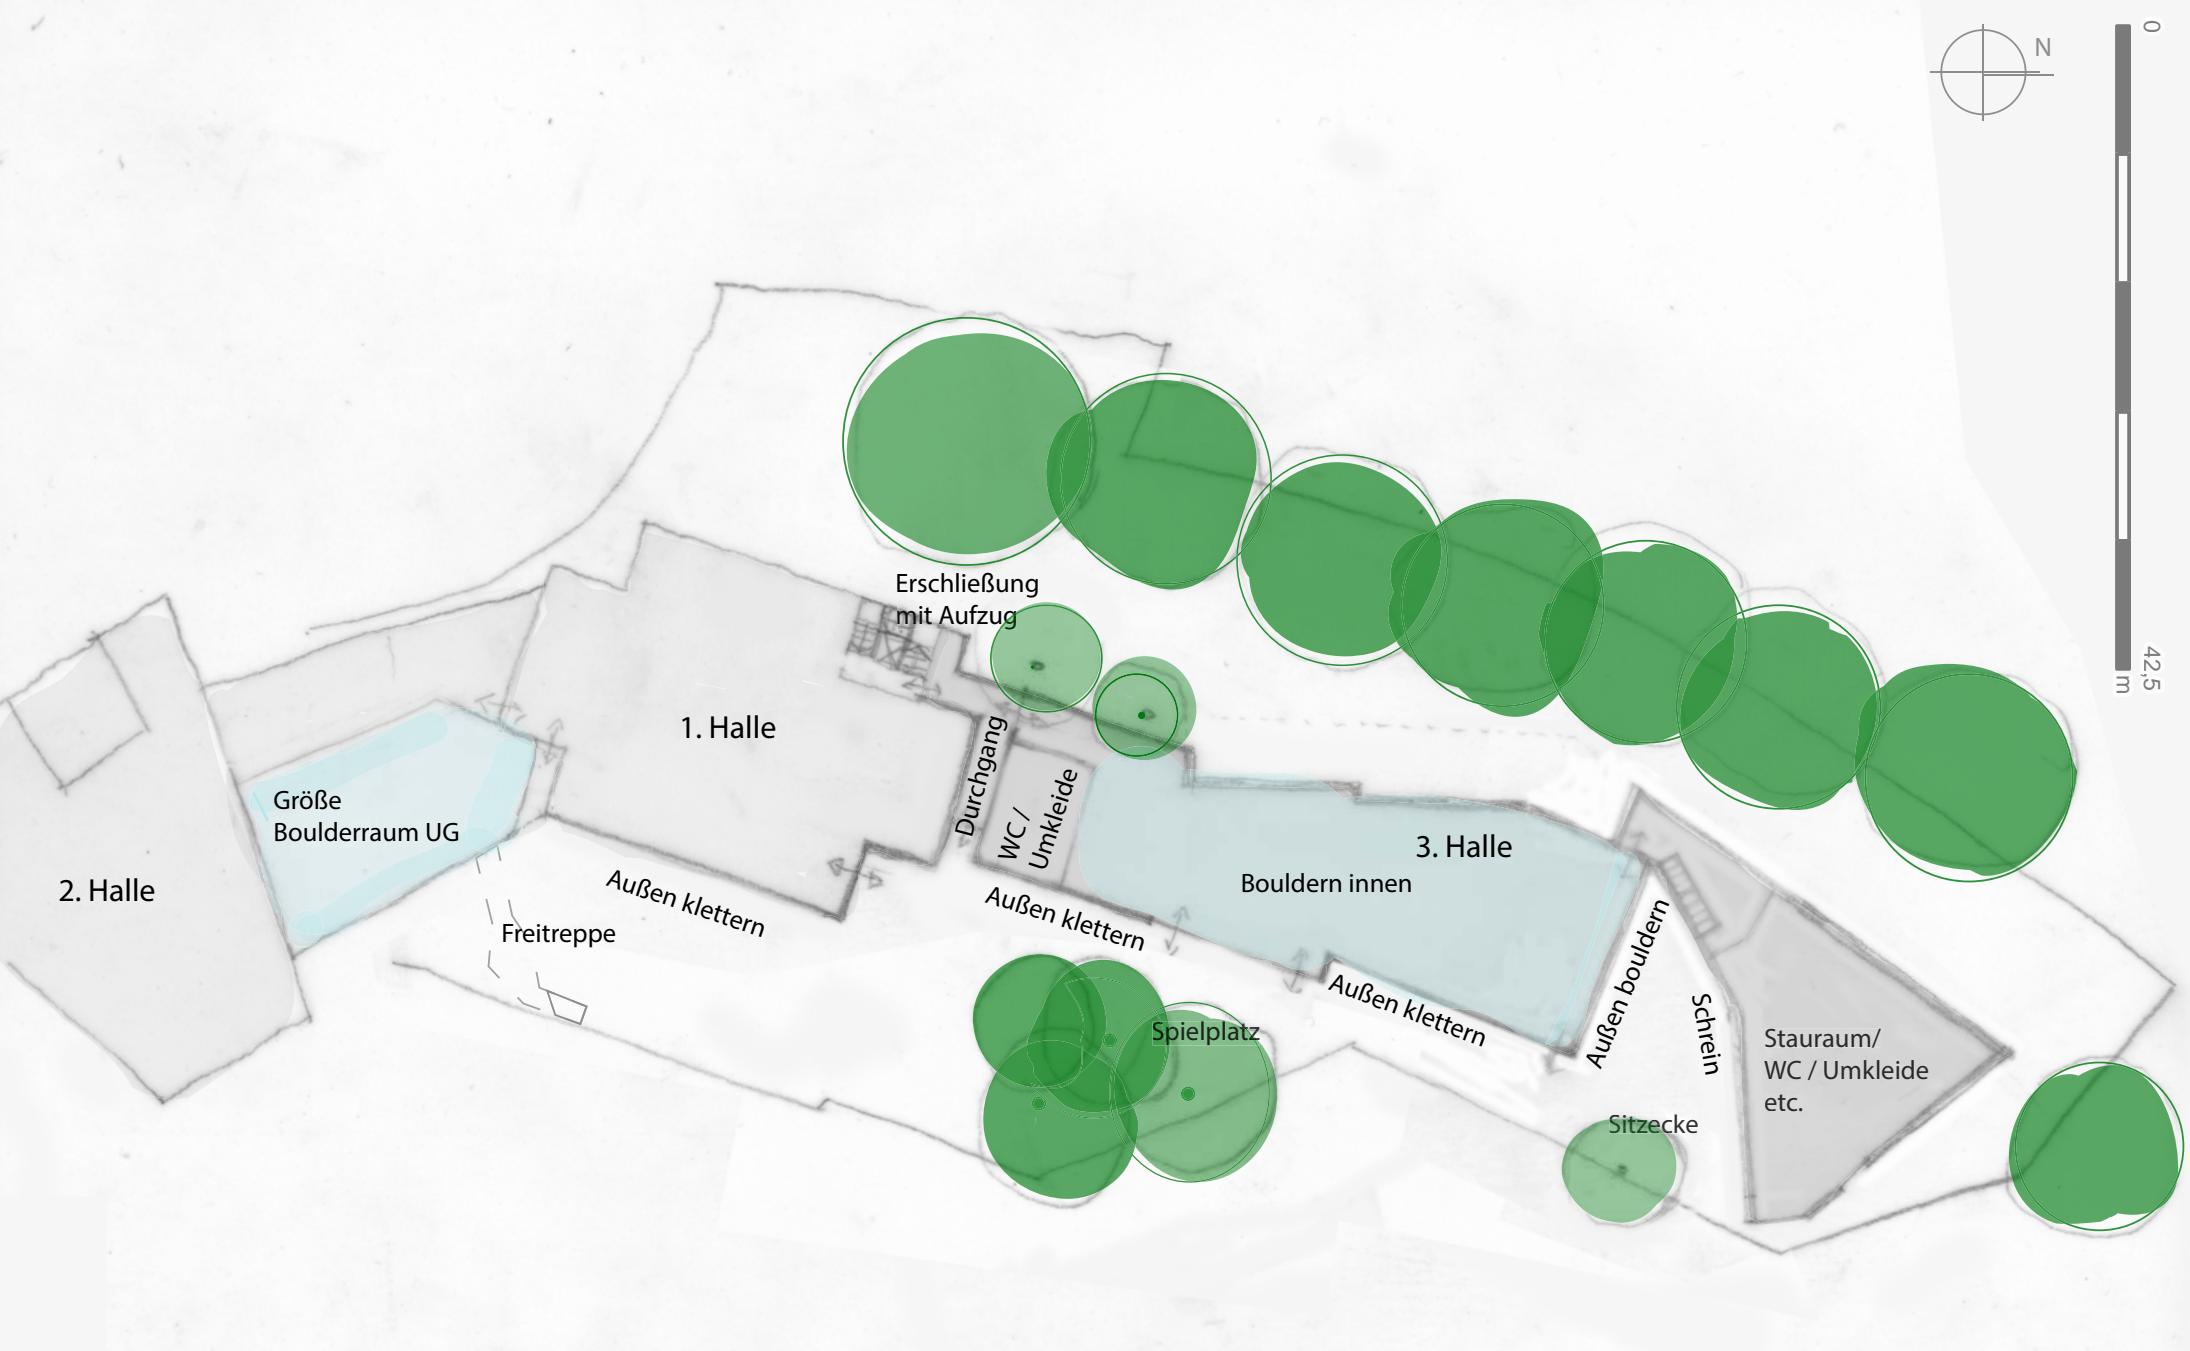 N
0
42,5
m
Erschließung
mit Aufzug
1. Halle
Durchgang
WC /
Umkleide
Größe
Boulderraum UG
2. Halle
3. Halle
Bouldern innen
Außen klettern
Außen klettern
Außen klettern
Freitreppe
Außen bouldern
Schrein
Spielplatz
Stauraum/
WC / Umkleide
etc.
Sitzecke